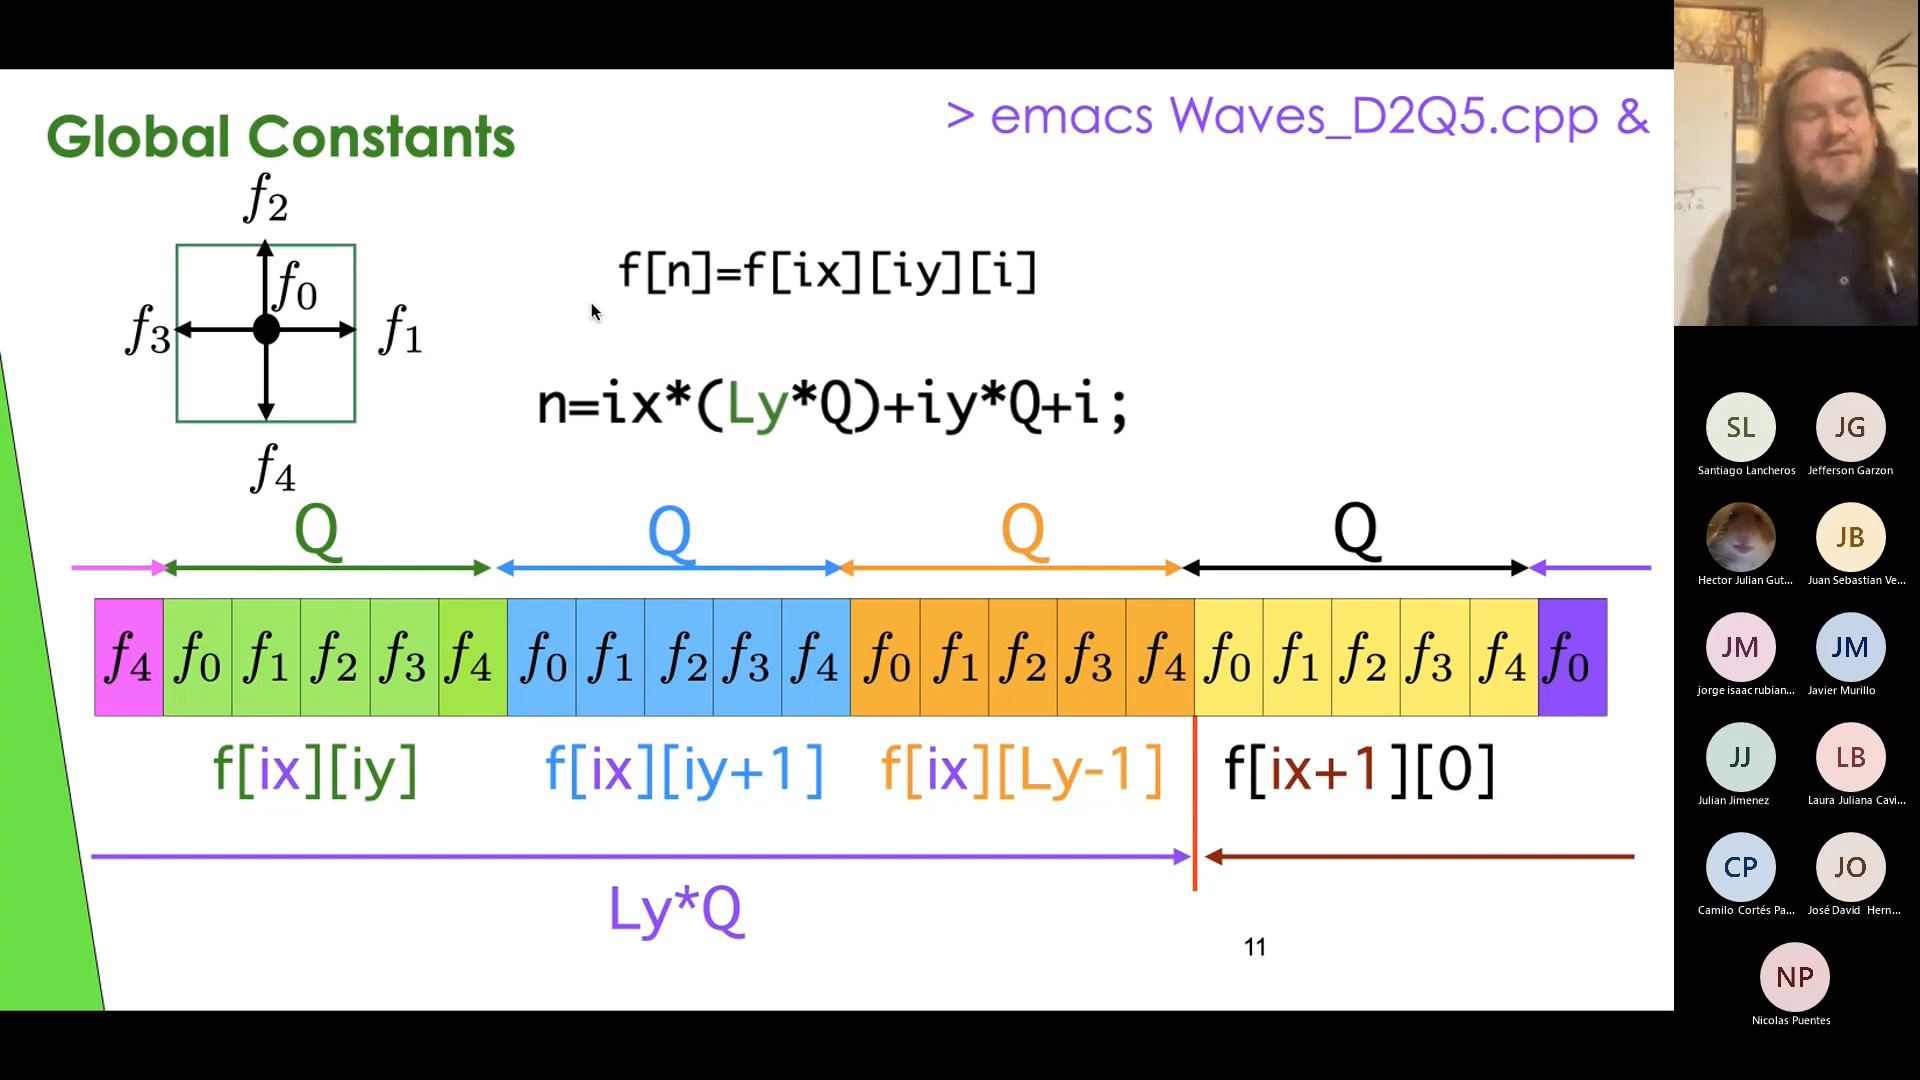 Global Constants
> emacs Waves_D2Q5.cpp &
f2
f0
f3
f1
f4
f[n]=f[ix][iy][i]
n=ix*(Ly*Q)+iy*Q+i;
Q Q Q Q
f4 f0 f1 f2 f3 f4 f0 f1 f2 f3 f4 f0 f1 f2 f3 f4 f0 f1 f2 f3 f4 f0
f[ix][iy] f[ix][iy+1] f[ix][Ly-1] f[ix+1][0]
Ly*Q
11
SL JG
Santiago Lancheros Jefferson Garzon
JB
Hector Julian Gut... Juan Sebastian Ve...
JM JM
jorge isaac rubian... Javier Murillo
JJ LB
Julian Jimenez Laura Juliana Cavi...
CP JO
Camilo Cortés Pa... José David Hern...
NP
Nicolas Puentes